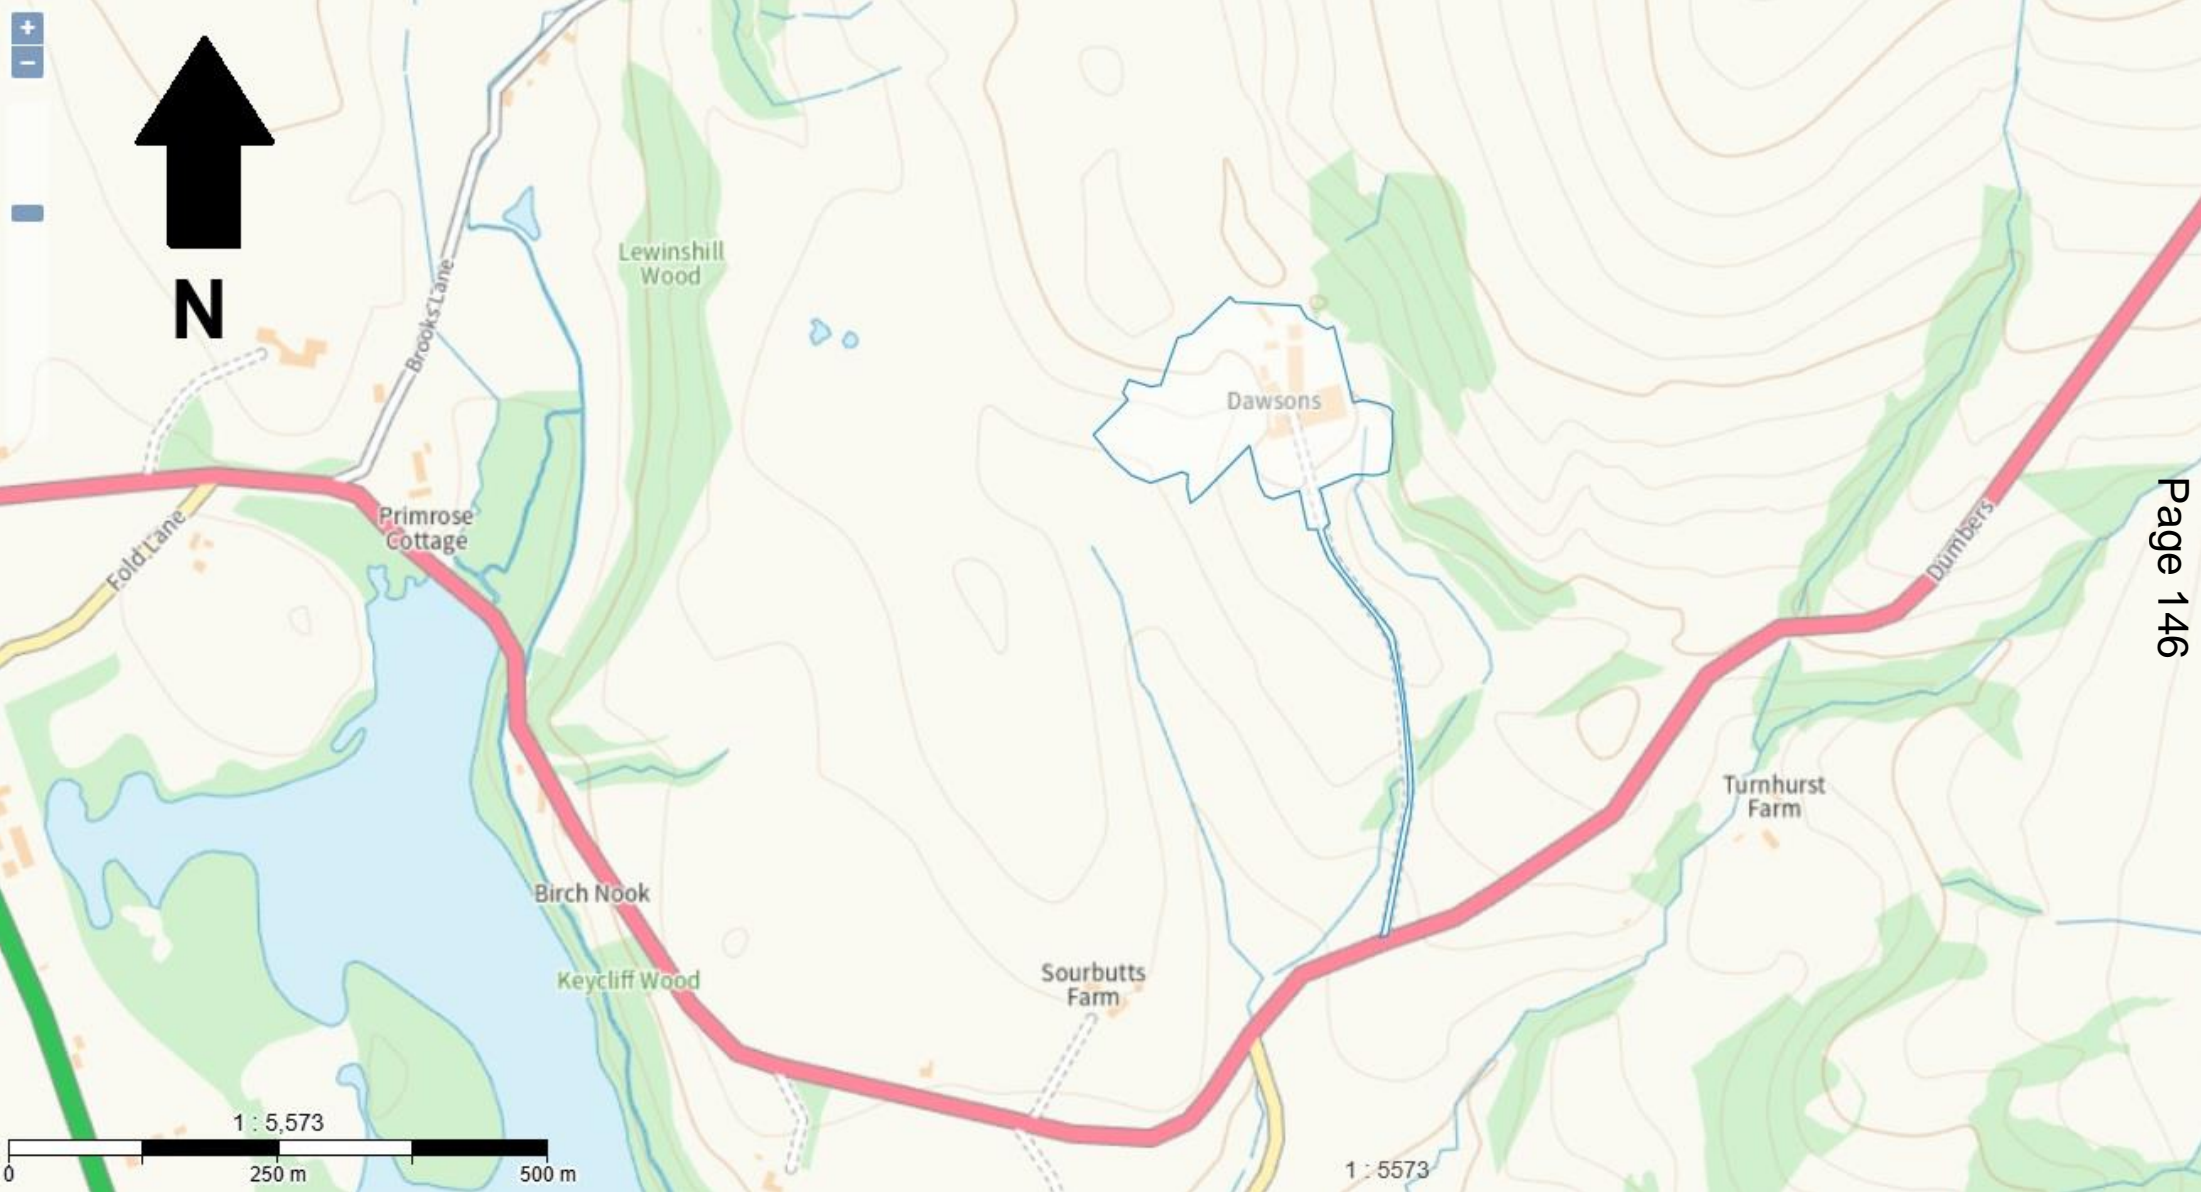 +
−
N
Brooks Lane
Lewinshill
Wood
Dawsons
Primrose
Cottage
Fold Lane
Dumbers
Page 146
Turnhurst
Farm
Birch Nook
Keycliff Wood
Sourbutts
Farm
1 : 5,573
0 250 m 500 m
1 : 5573